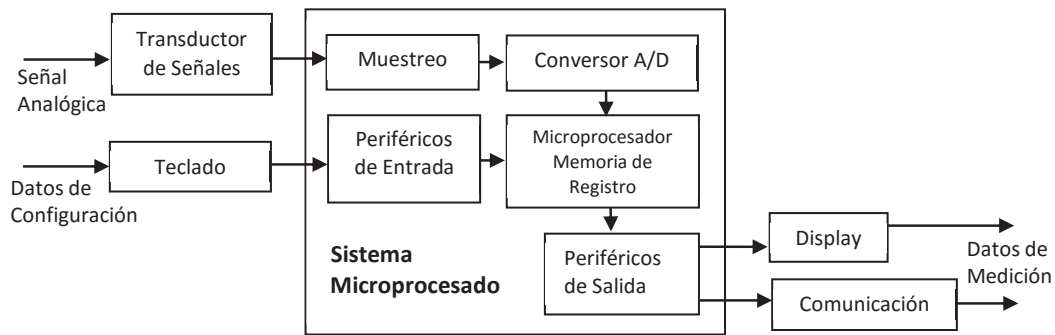 Señal
Analógica
Transductor
de Señales
Muestreo
Conversor A/D
Datos de
Configuración
Teclado
Periféricos
de Entrada
Microprocesador
Memoria de
Registro
Sistema
Microprocesado
Periféricos
de Salida
Display
Comunicación
Datos de
Medición